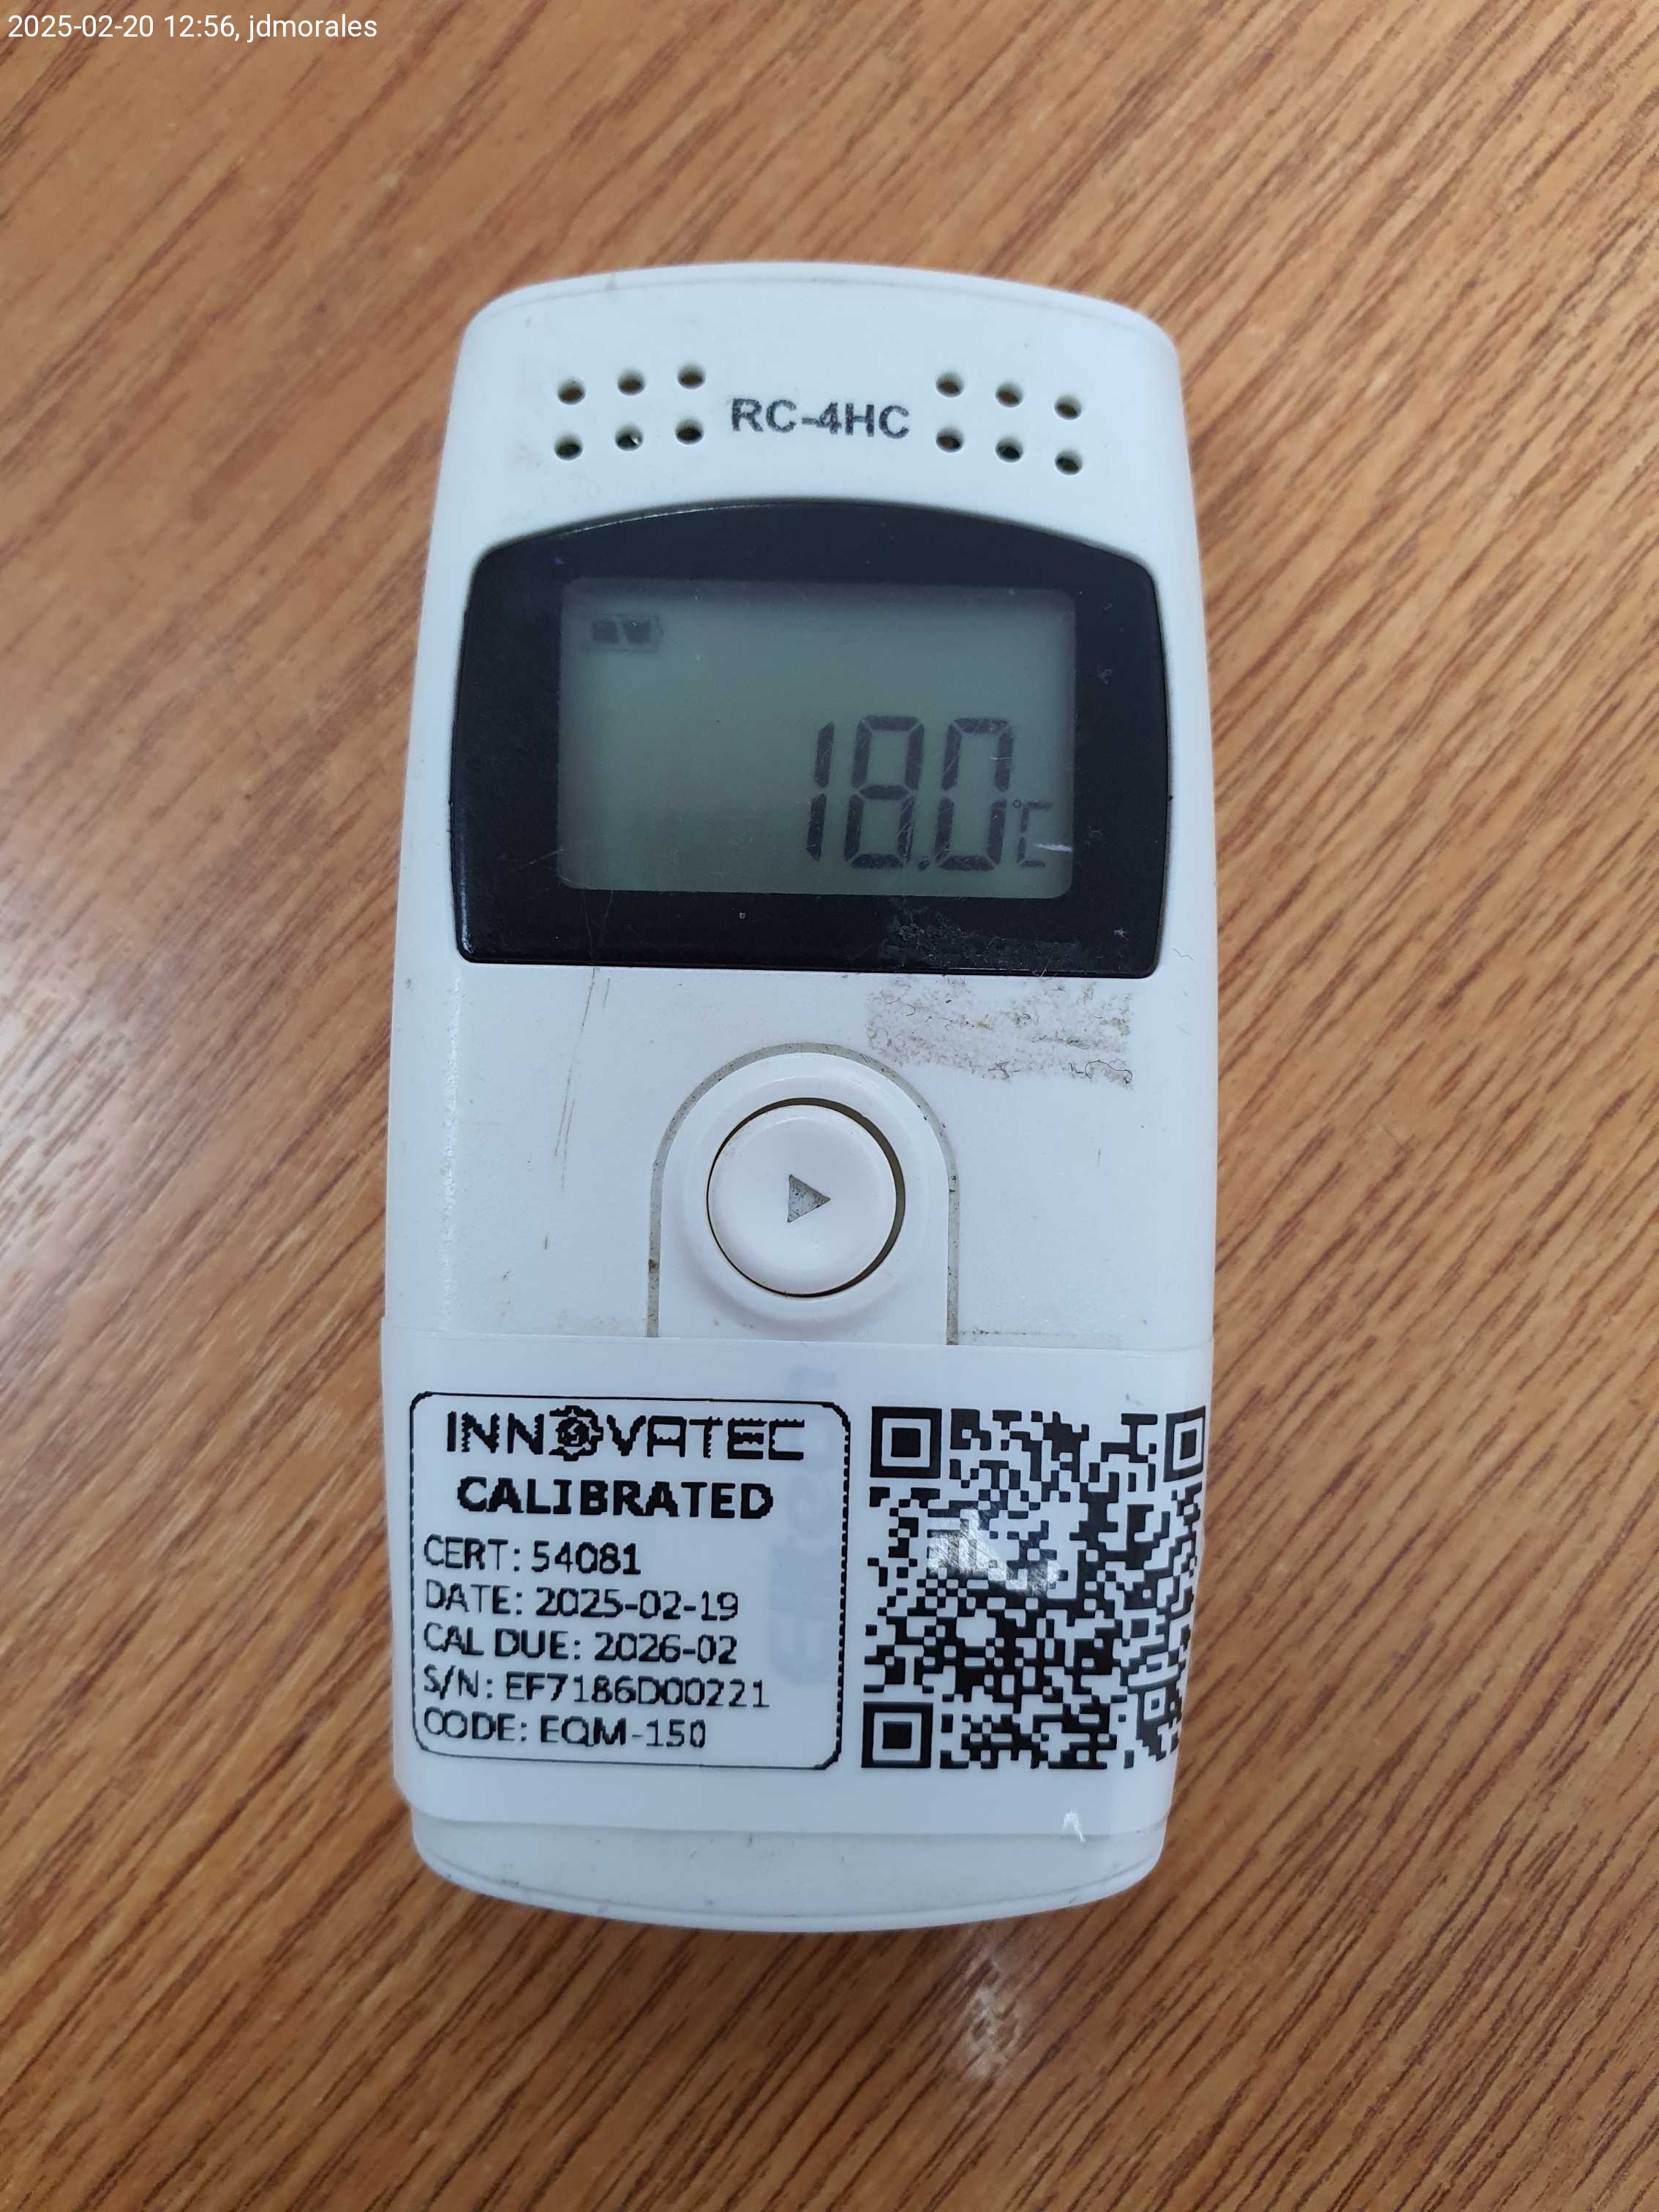 2025-02-20 12:56, jdmorales
RC-4HC
18.0°C
INNOVATEC
CALIBRATED
CERT: 54081
DATE: 2025-02-19
CAL DUE: 2026-02
S/N: EF7186D00221
CODE: EQM-150